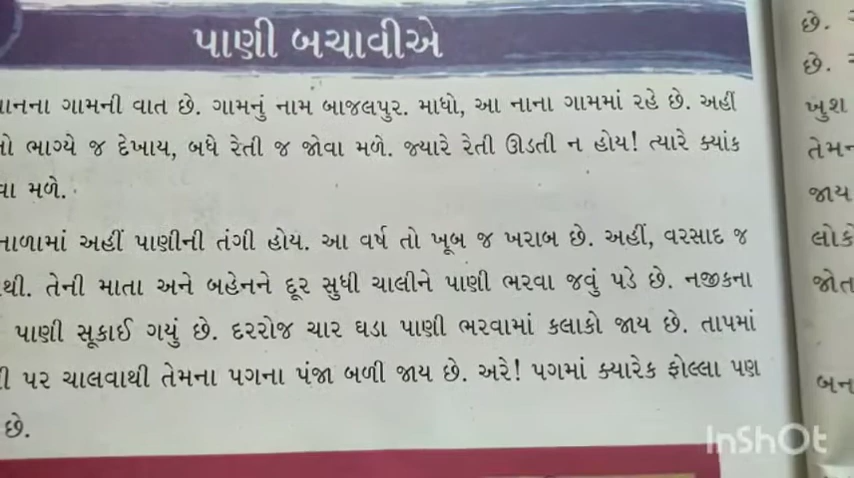 પાણી બચાવીએ
ગામની વાત છે. ગામનું નામ બાજલપુર. માધો, આ નાના ગામમાં રહે છે. અહીં
ભાગ્યે જ દેખાય, બધે રેતી જ જોવા મળે. જ્યારે રેતી ઊડતી ન હોય! ત્યારે ક્યાંક
મળે.
અહીં પાણીની તંગી હોય. આ વર્ષ તો ખૂબ જ ખરાબ છે. અહીં, વરસાદ જ
તેની માતા અને બહેનને દૂર સુધી ચાલીને પાણી ભરવા જવું પડે છે. નજીકના
પાણી સૂકાઈ ગયું છે. દરરોજ ચાર ઘડા પાણી ભરવામાં કલાકો જાય છે. તાપમાં
પર ચાલવાથી તેમના પગના પંજા બળી જાય છે. અરે! પગમાં ક્યારેક ફોલ્લા પણ
છે.
છે.
છે.
ખુશ
જાય
InShOt